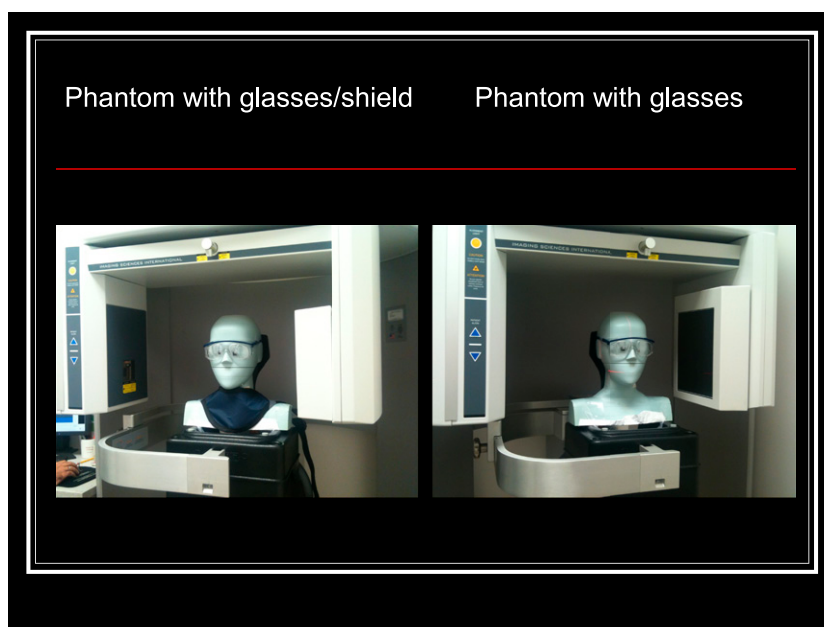 Phantom with glasses/shield
Phantom with glasses
IMAGING SCIENCES INTERNATIONAL
IMAGING SCIENCES INTERNATIONAL